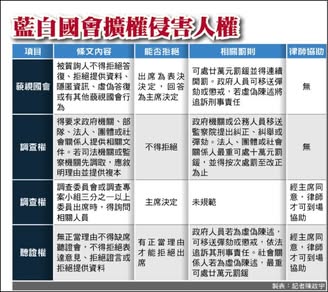 藍白國會擴權侵害人權
項目
條文內容
能否拒絕
相關罰則
律師協助
藐視國會
被質詢人不得拒絕答
復、拒絕提供資料、
隱匿資訊、虛偽答復
或有其他藐視國會行
為
出席為表決
決定，回答
為主席決定
可處廿萬元罰鍰並得連續
開罰。政府人員可移送彈
劾或懲戒，若虛偽陳述將
追訴刑事責任
無
調查權
得要求政府機關、部
隊、法人、團體或社
會關係人提供相關文
件。若司法機關或監
察機關先調取，應敘
明理由並提供複本
不得拒絕
政府機關或公務員人移送
監察院提出糾正、糾舉或
彈劾。法人、團體或社會
關係人最重可處十萬罰
鍰，並得按次處罰至改正
為止
無
調查權
調查委員會或調查專
案小組三分之一以上
委員出席時，得詢問
相關人員
主席決定
未規範
經主席同
意，律師
才可到場
協助
聽證權
無正當理由不得缺席
聽證會，不得拒絕表
達意見、拒絕證言或
拒絕提供資料
有正當理由
才能拒絕出
席
政府人員若為虛偽陳述，
可移送彈劾或懲戒，依法
追訴刑事責任。社會關係
人若為虛偽陳述，最重可
處廿萬元罰鍰
經主席同
意，律師
才可到場
協助
製表：記者陳政宇